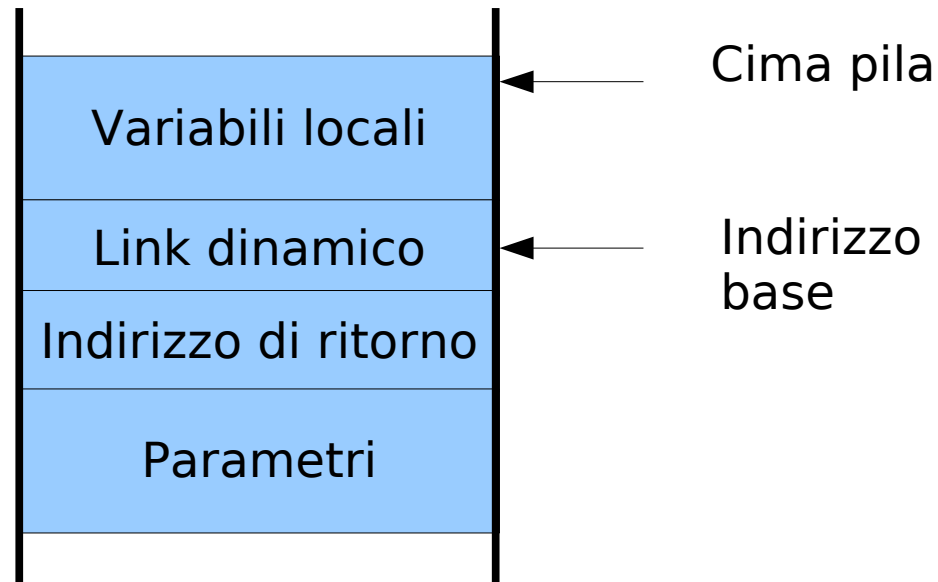 Cima pila
Variabili locali
Link dinamico
Indirizzo
base
Indirizzo di ritorno
Parametri